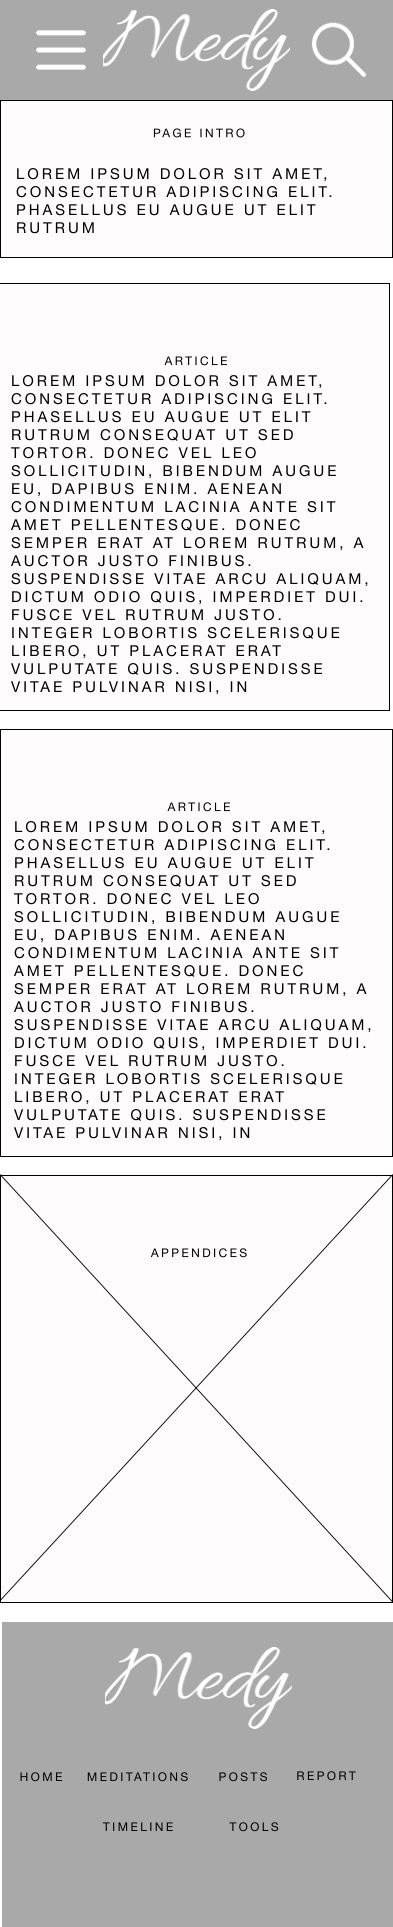 Medy
PAGE INTRO
LOREM IPSUM DOLOR SIT AMET,
CONSECTETUR ADIPISCING ELIT.
PHASELLUS EU AUGUE UT ELIT
RUTRUM
ARTICLE
LOREM IPSUM DOLOR SIT AMET,
CONSECTETUR ADIPISCING ELIT.
PHASELLUS EU AUGUE UT ELIT
RUTRUM CONSEQUAT UT SED
TORTOR. DONEC VEL LEO
SOLLICITUDIN, BIBENDUM AUGUE
EU, DAPIBUS ENIM. AENEAN
CONDIMENTUM LACINIA ANTE SIT
AMET PELLENTESQUE. DONEC
SEMPER ERAT AT LOREM RUTRUM, A
AUCTOR JUSTO FINIBUS.
SUSPENDISSE VITAE ARCU ALIQUAM,
DICTUM ODIO QUIS, IMPERDIET DUI.
FUSCE VEL RUTRUM JUSTO.
INTEGER LOBORTIS SCELERISQUE
LIBERO, UT PLACERAT ERAT
VULPUTATE QUIS. SUSPENDISSE
VITAE PULVINAR NISI, IN
ARTICLE
LOREM IPSUM DOLOR SIT AMET,
CONSECTETUR ADIPISCING ELIT.
PHASELLUS EU AUGUE UT ELIT
RUTRUM CONSEQUAT UT SED
TORTOR. DONEC VEL LEO
SOLLICITUDIN, BIBENDUM AUGUE
EU, DAPIBUS ENIM. AENEAN
CONDIMENTUM LACINIA ANTE SIT
AMET PELLENTESQUE. DONEC
SEMPER ERAT AT LOREM RUTRUM, A
AUCTOR JUSTO FINIBUS.
SUSPENDISSE VITAE ARCU ALIQUAM,
DICTUM ODIO QUIS, IMPERDIET DUI.
FUSCE VEL RUTRUM JUSTO.
INTEGER LOBORTIS SCELERISQUE
LIBERO, UT PLACERAT ERAT
VULPUTATE QUIS. SUSPENDISSE
VITAE PULVINAR NISI, IN
APPENDICES
Medy
HOME MEDITATIONS POSTS REPORT
TIMELINE TOOLS